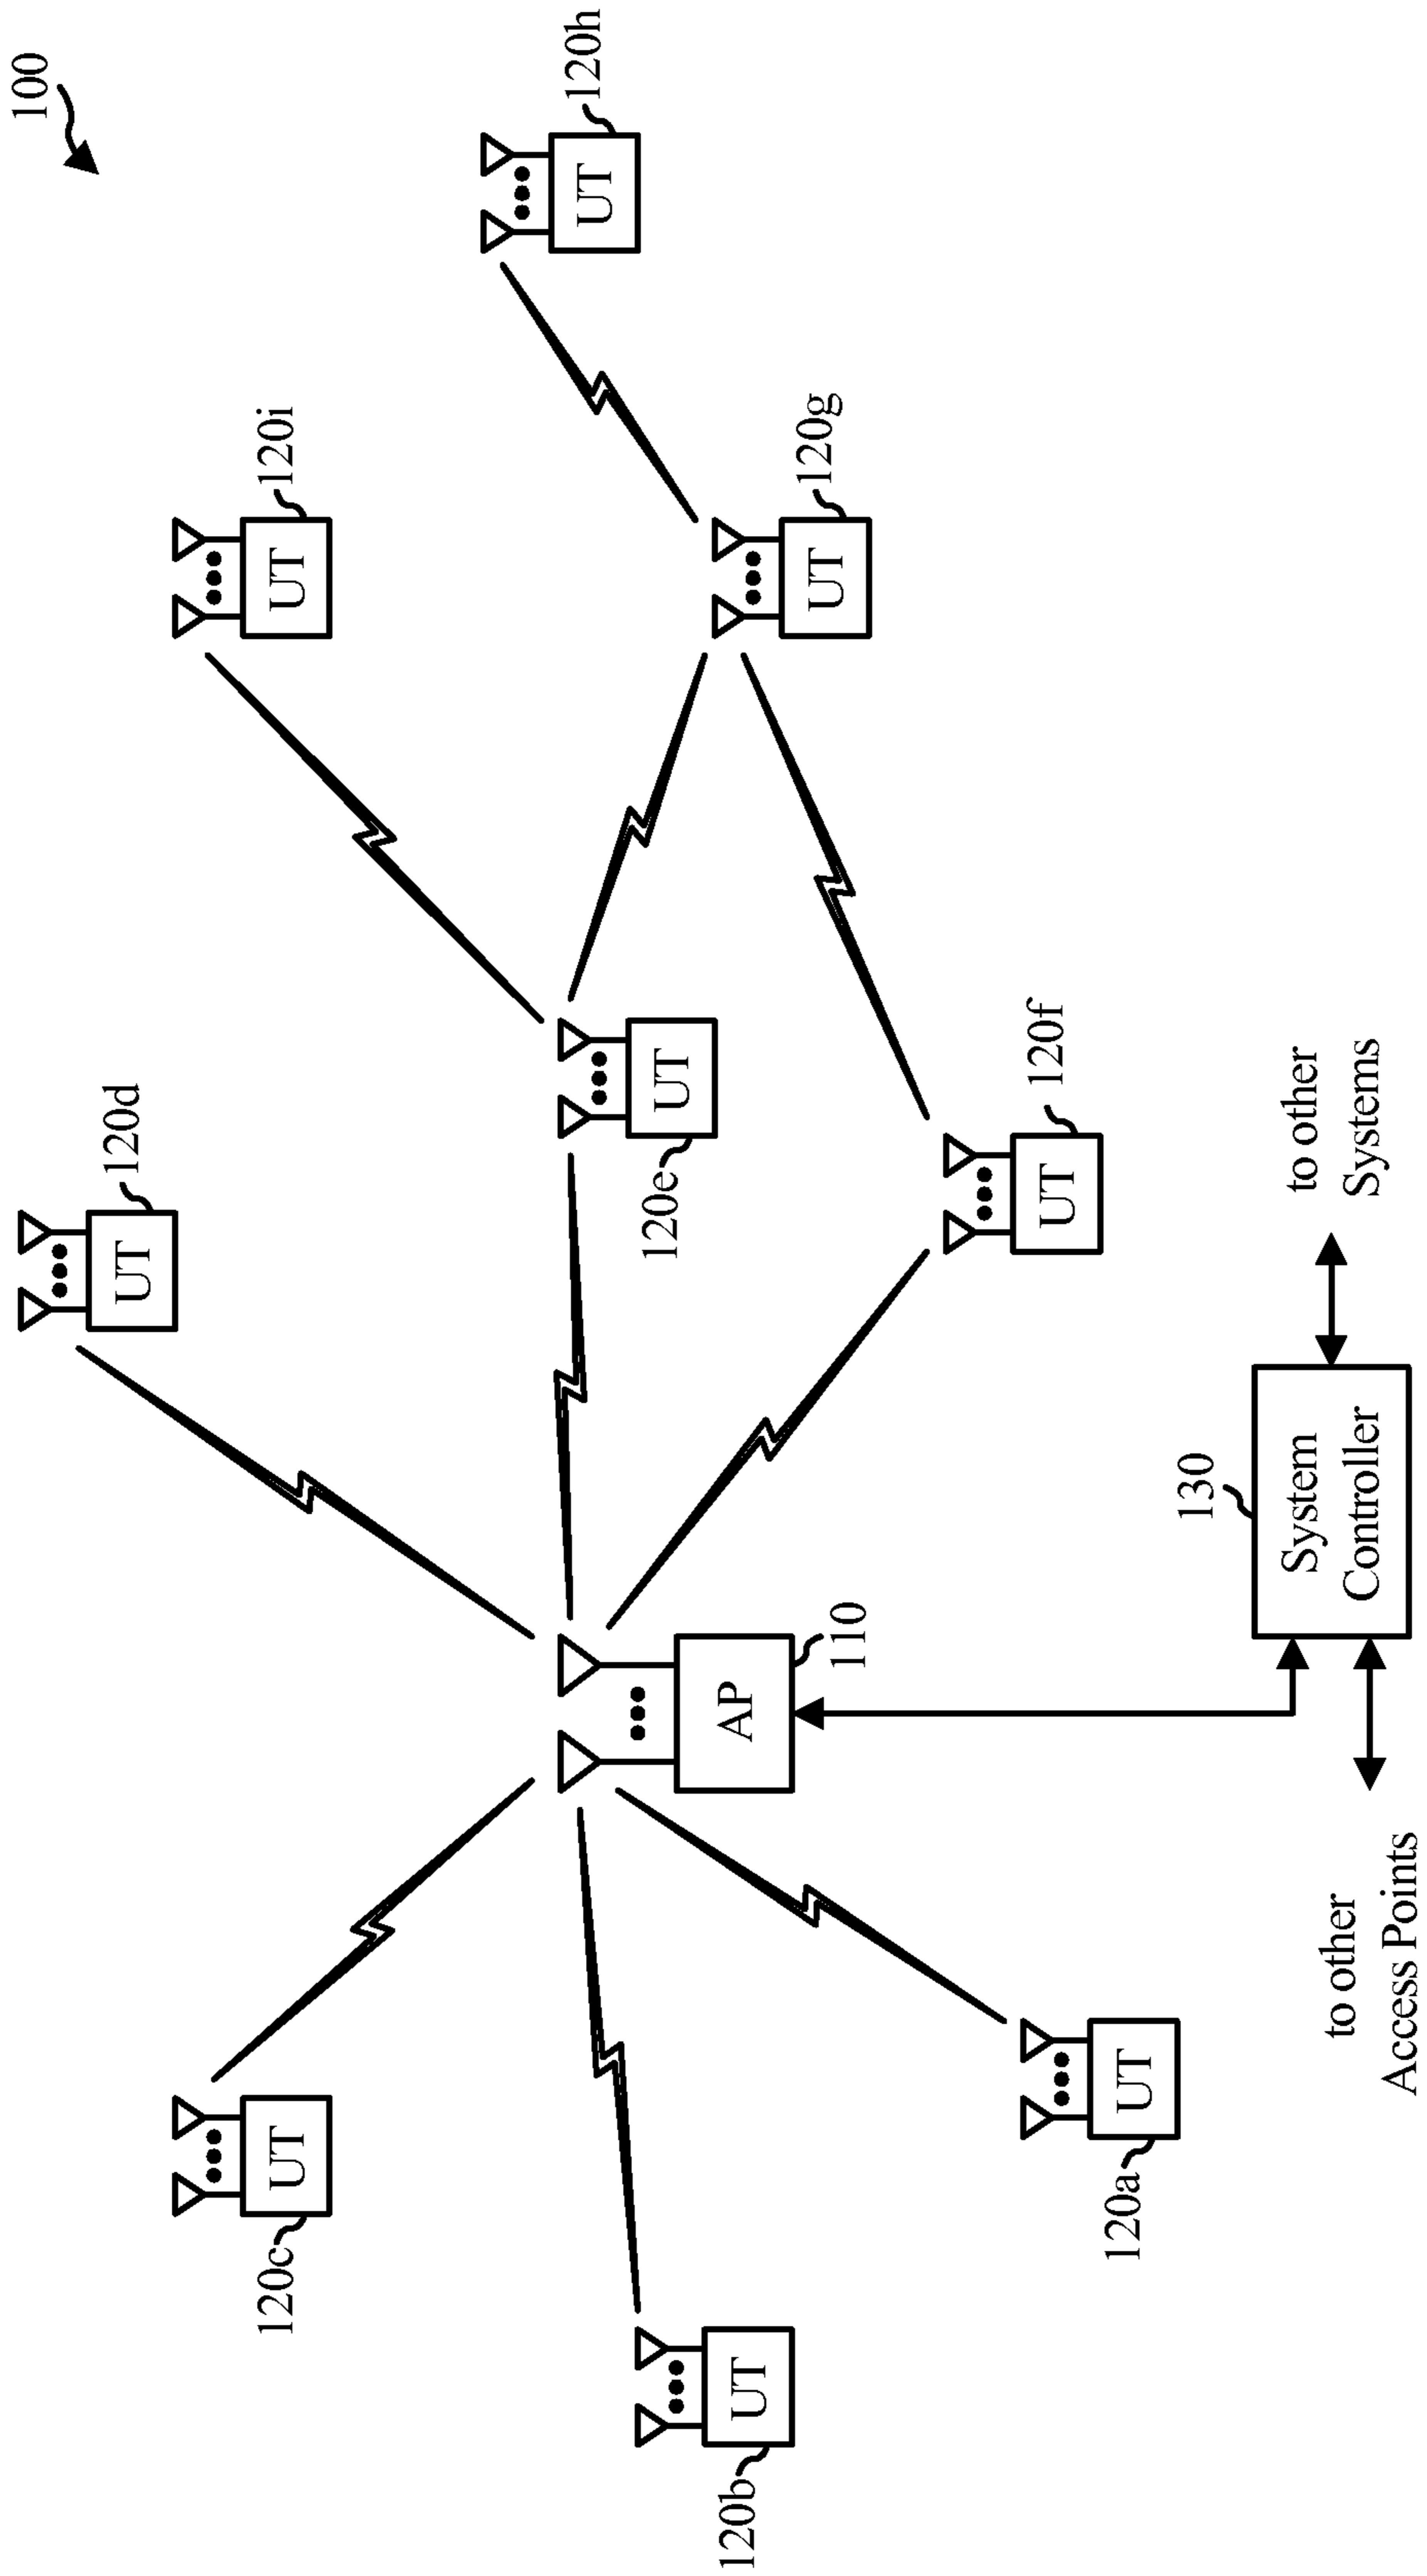 100
120d
UT
120i
UT
120h
UT
120c
UT
120e
UT
120g
UT
120b
UT
AP
110
120f
UT
120a
UT
130
System
Controller
to other
Systems
to other
Access Points